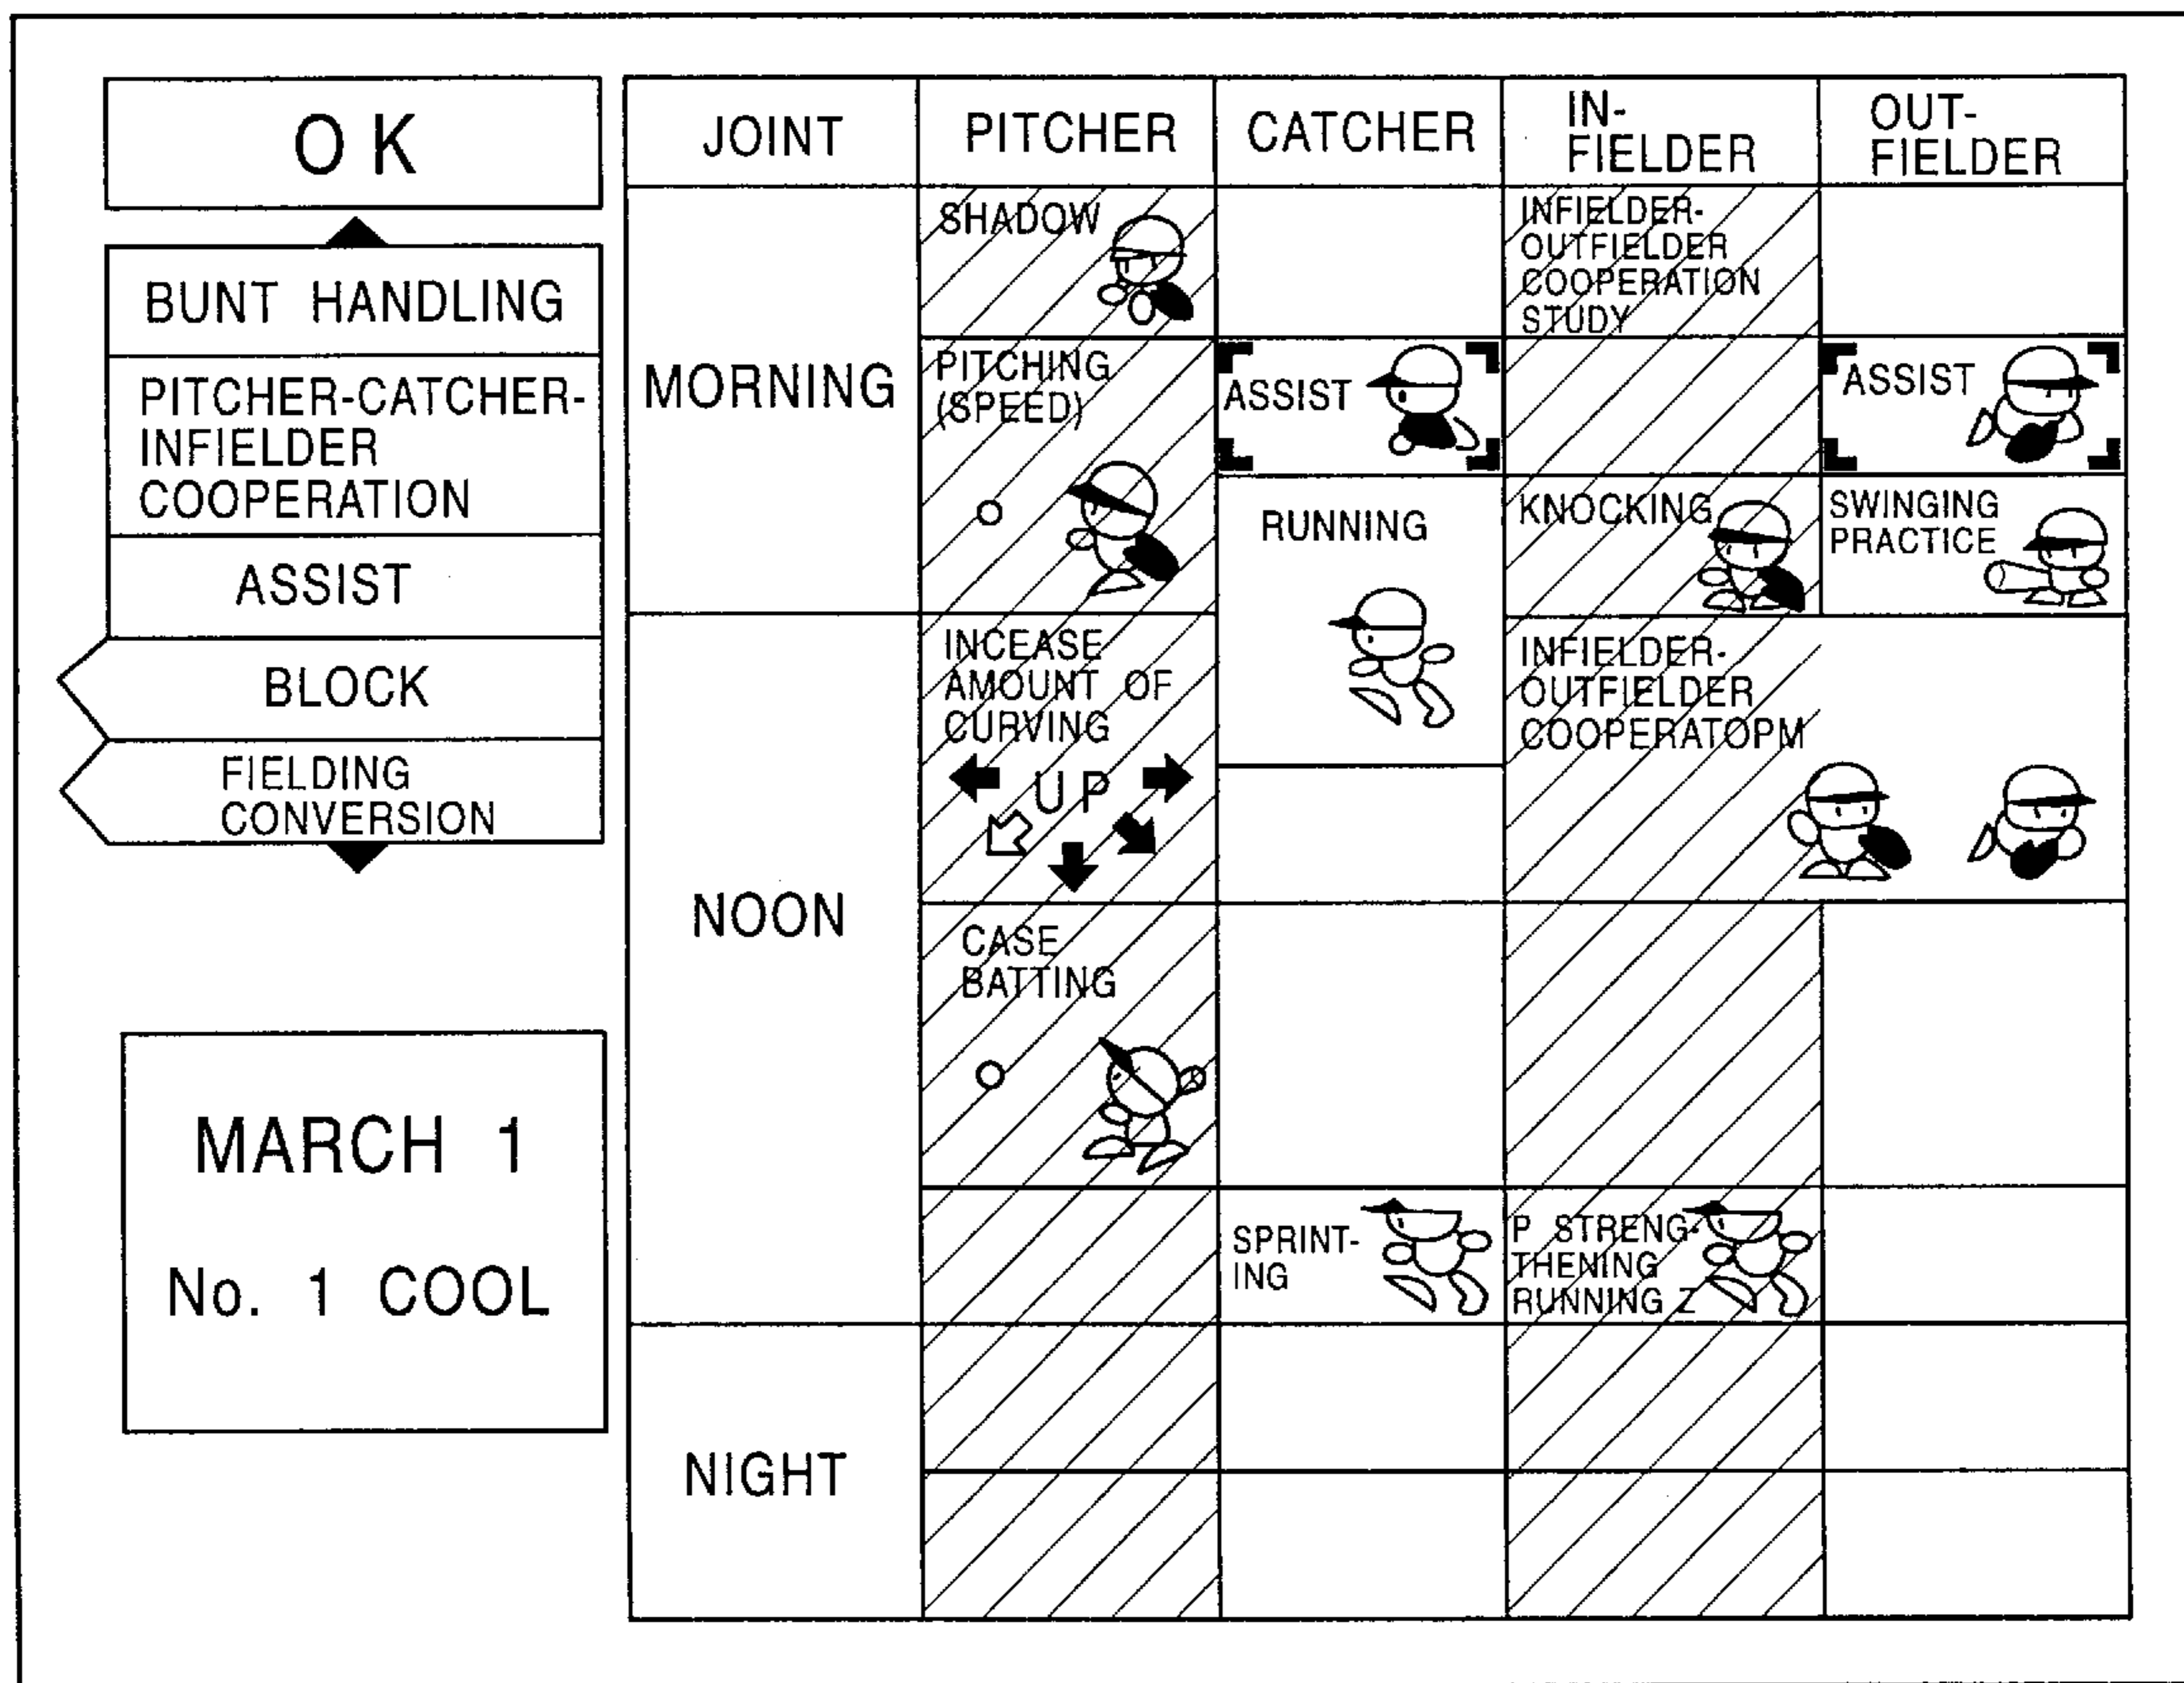 OK
BUNT HANDLING
PITCHER-CATCHER-
INFIELDER
COOPERATION
ASSIST
BLOCK
FIELDING
CONVERSION
MARCH 1
No. 1 COOL
JOINT
PITCHER
CATCHER
IN-
FIELDER
OUT-
FIELDER
MORNING
SHADOW
INFIELDER-
OUTFIELDER
COOPERATION
STUDY
PITCHING
(SPEED)
ASSIST
ASSIST
RUNNING
KNOCKING
SWINGING
PRACTICE
NOON
INCEASE
AMOUNT OF
CURVING
UP
INFIELDER-
OUTFIELDER
COOPERATOPM
CASE
BATTING
SPRINT-
ING
P STRENG-
THENING
RUNNING Z
NIGHT